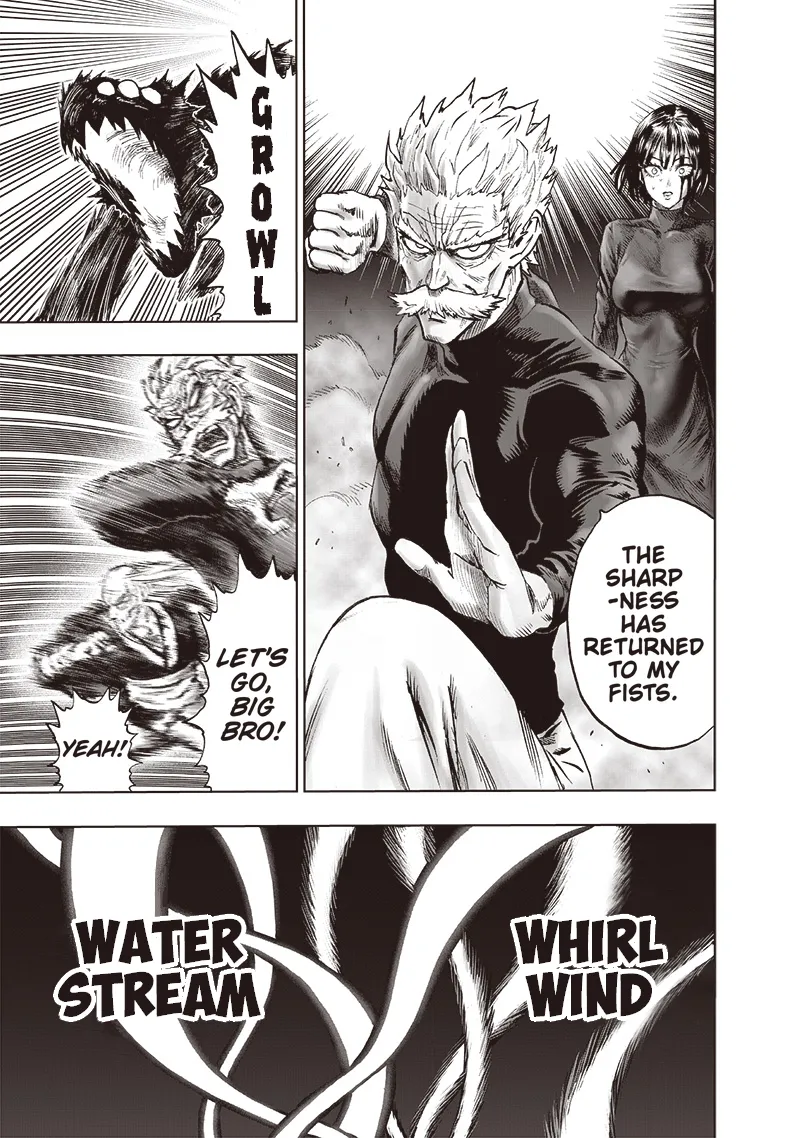 THE
SHARP
-NESS
HAS
RETURNED
TO MY
FISTS.
GROWL
LET'S
GO,
BIG
BRO!
YEAH!
WHIRL
WIND
WATER
STREAM